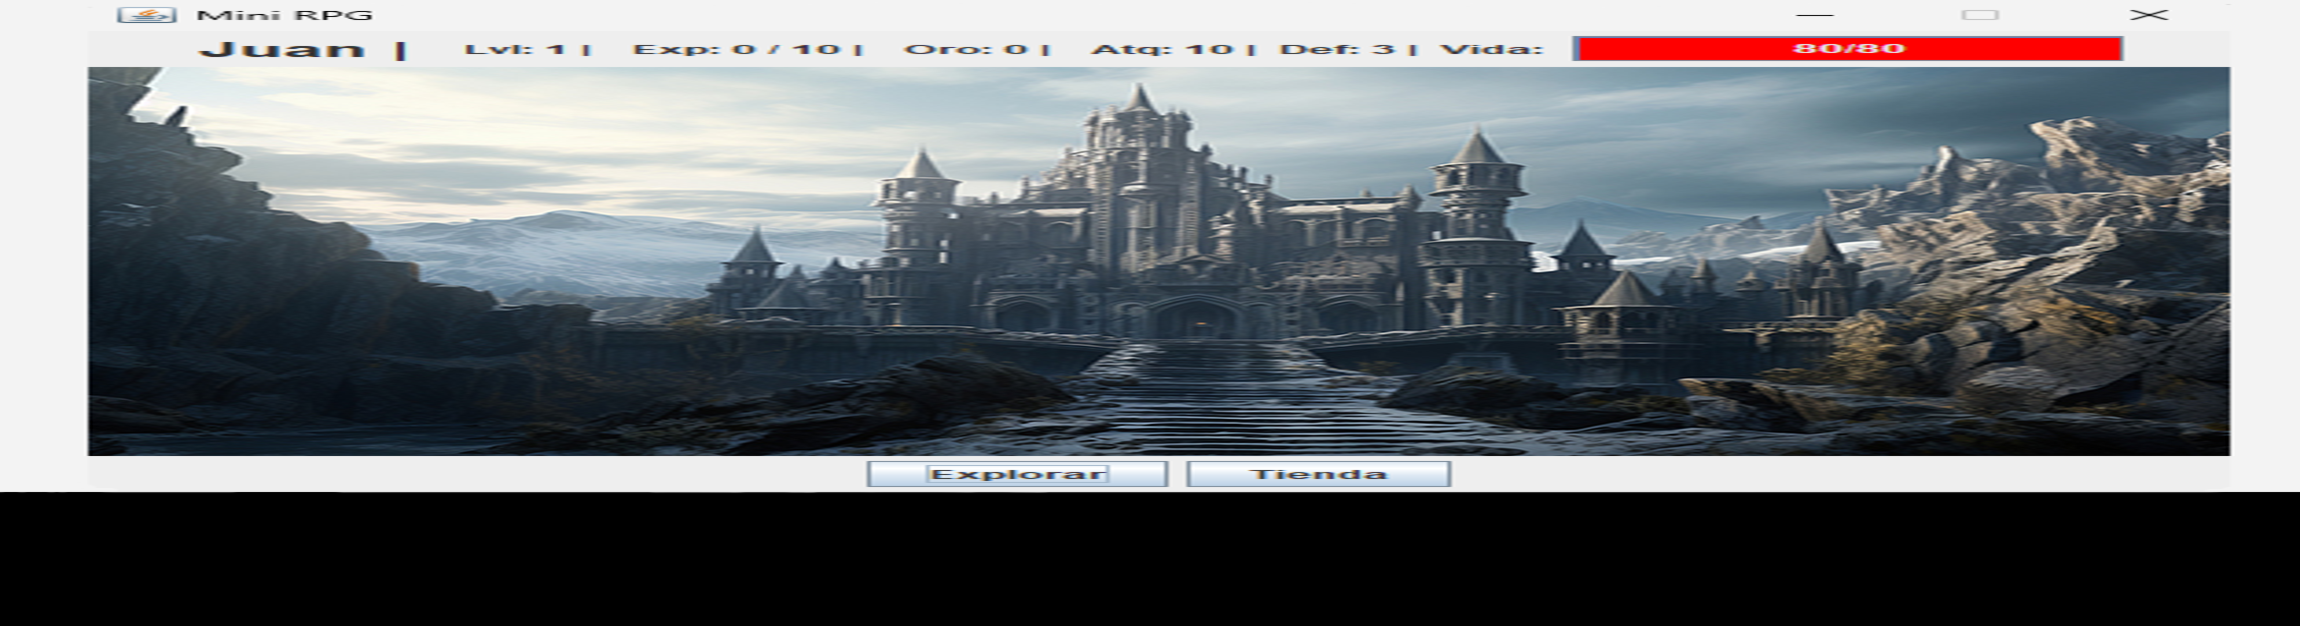 Mini RPG
Juan | Lvl: 1 | Exp: 0 / 10 | Oro: 0 | Atq: 10 | Def: 3 | Vida: 80/80
Explorar Tienda